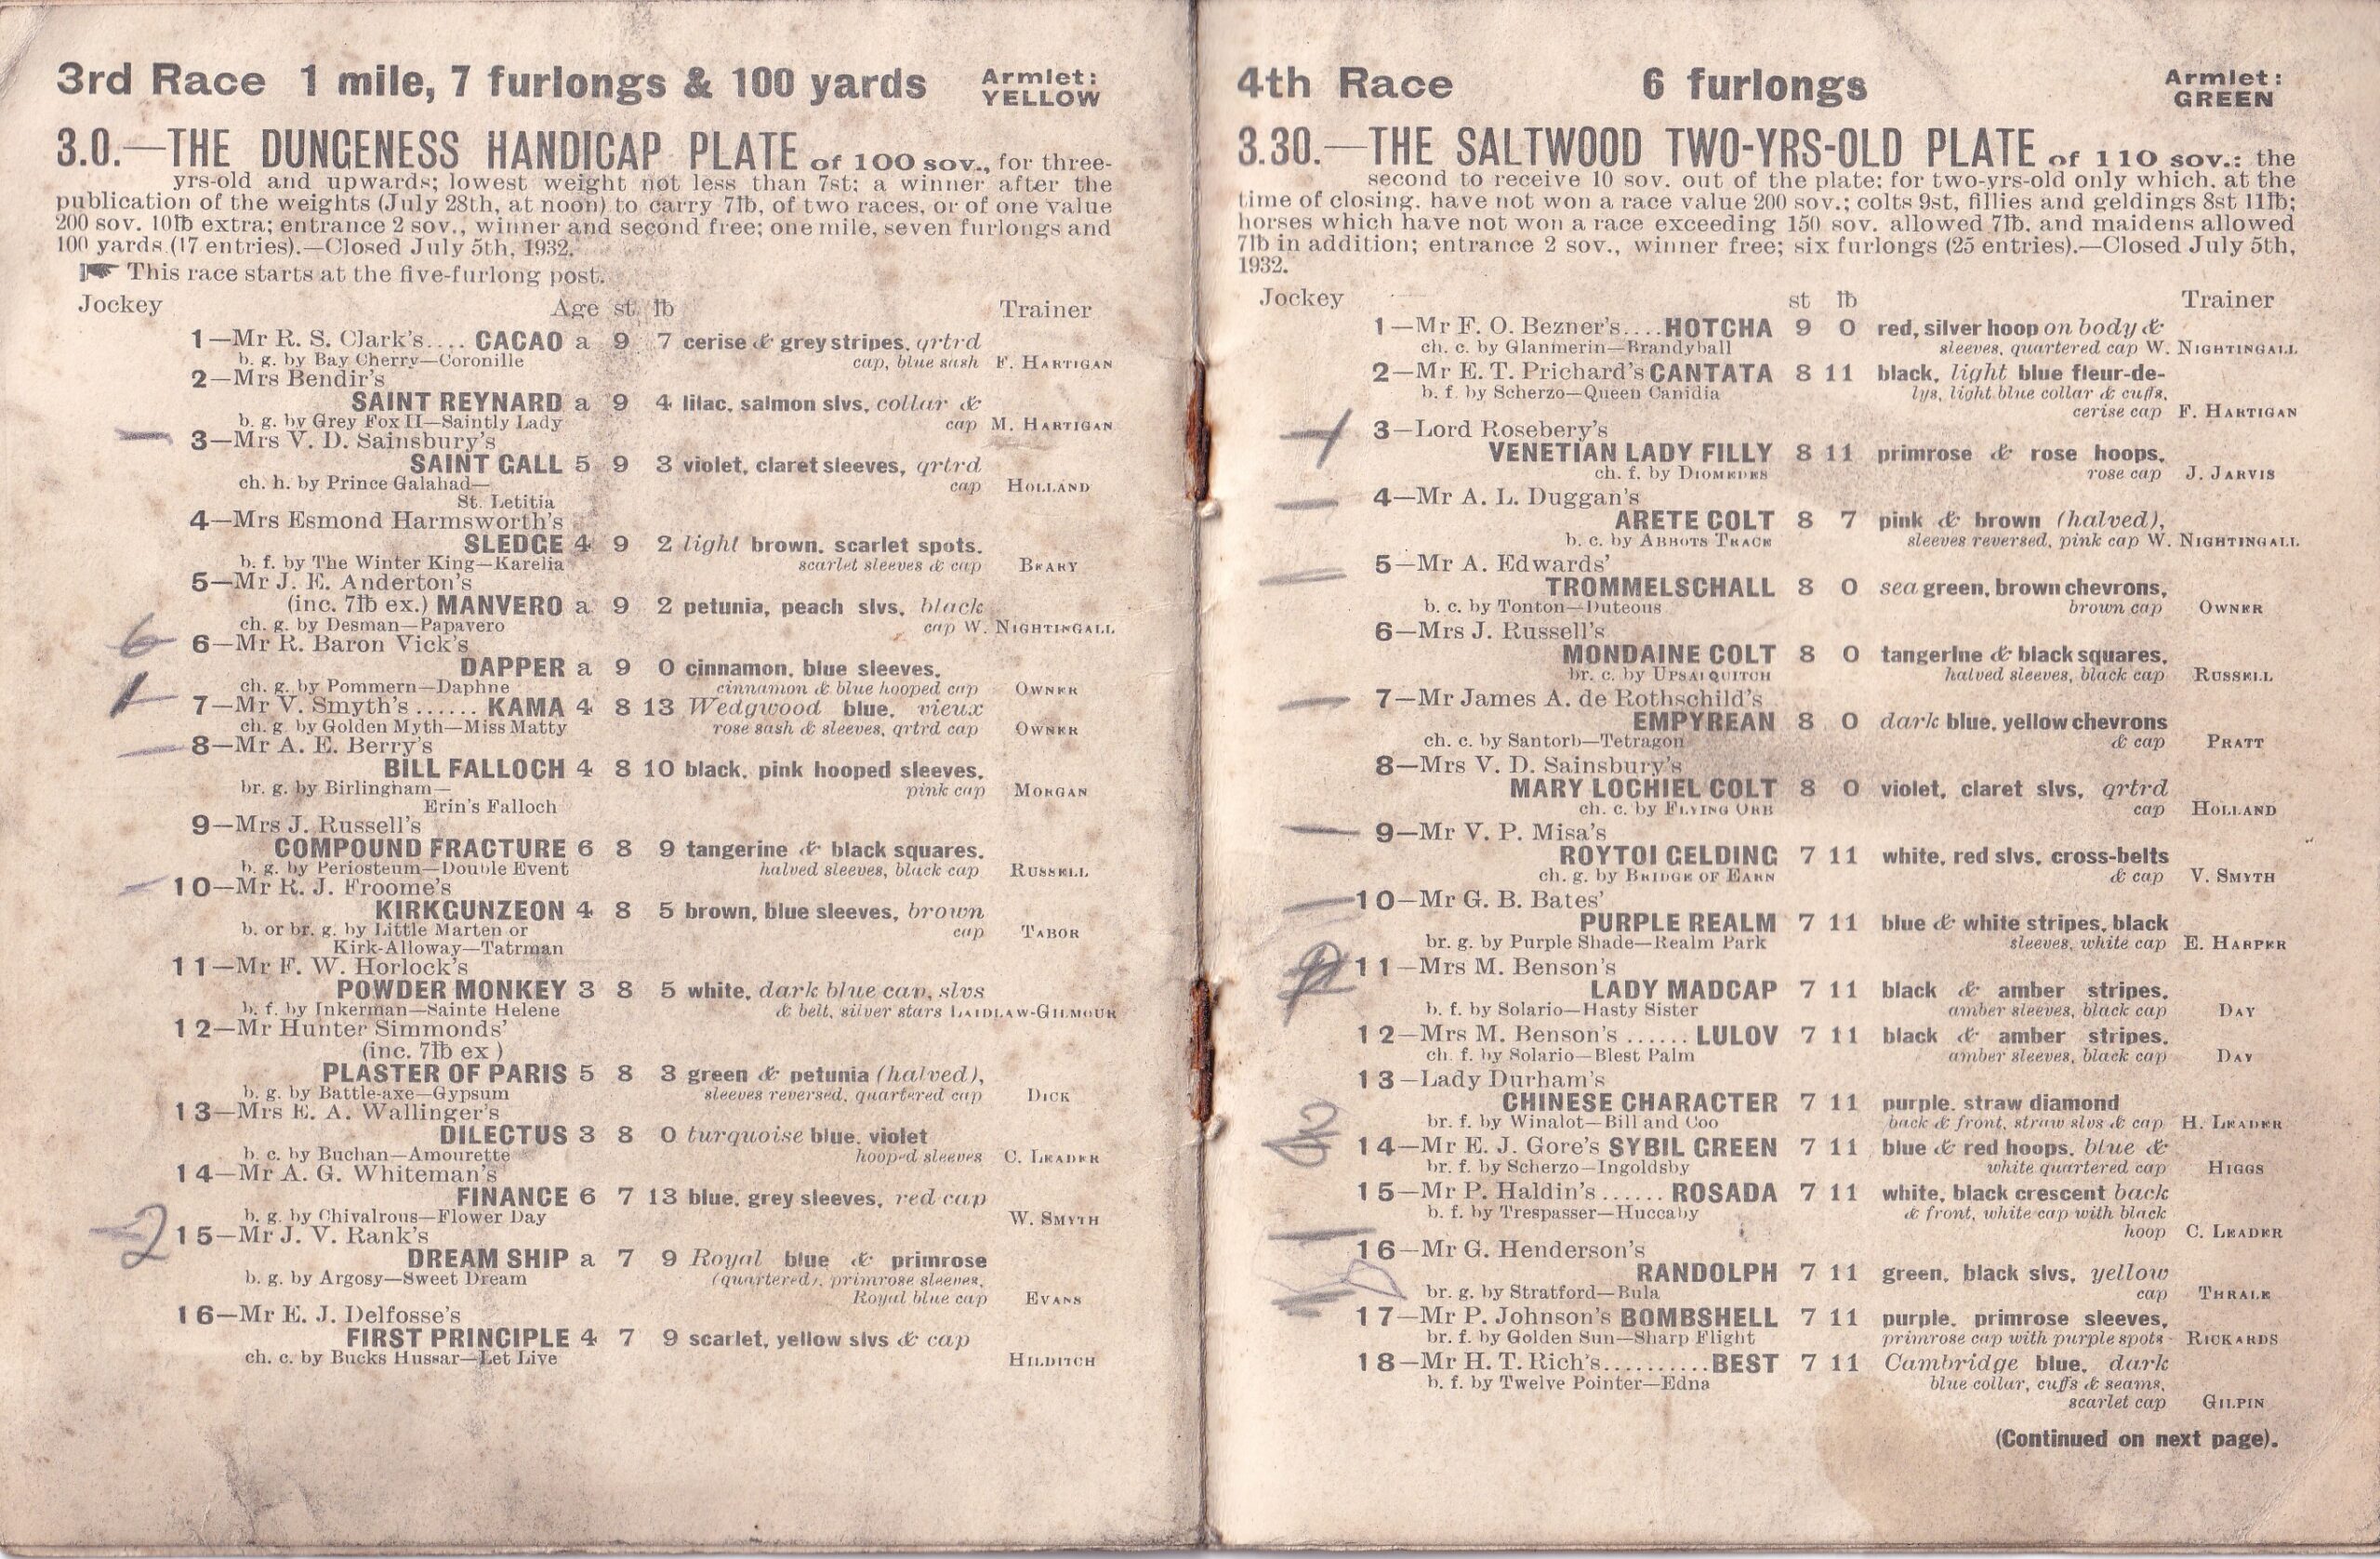 3rd Race 1 mile, 7 furlongs & 100 yards Armlet: YELLOW
3.0.—THE DUNGENESS HANDICAP PLATE of 100 sov., for three-
yrs-old and upwards; lowest weight not less than 7st; a winner after the
publication of the weights (July 28th, at noon) to carry 7lb, of two races, or of one value
200 sov. 10lb extra; entrance 2 sov., winner and second free; one mile, seven furlongs and
100 yards (17 entries).—Closed July 5th, 1932.
☛ This race starts at the five-furlong post.
Jockey Age st lb Trainer
1—Mr R. S. Clark's.... CACAO a 9 7 cerise & grey stripes, qrtrd
b. g. by Bay Cherry—Coronille cap, blue sash F. HARTIGAN
2—Mrs Bendir's
SAINT REYNARD a 9 4 lilac, salmon slvs, collar &
b. g. by Grey Fox II—Saintly Lady cap M. HARTIGAN
— 3—Mrs V. D. Sainsbury's
SAINT GALL 5 9 3 violet, claret sleeves, qrtrd
ch. h. by Prince Galahad— cap HOLLAND
St. Letitia
4—Mrs Esmond Harmsworth's
SLEDGE 4 9 2 light brown, scarlet spots,
b. f. by The Winter King—Karelia scarlet sleeves & cap BEARY
5—Mr J. E. Anderton's
(inc. 7lb ex.) MANVERO a 9 2 petunia, peach slvs, black
ch. g. by Desman—Papavero cap W. NIGHTINGALL
6 6—Mr R. Baron Vick's
DAPPER a 9 0 cinnamon, blue sleeves,
ch. g. by Pommern—Daphne cinnamon & blue hooped cap OWNER
1 7—Mr V. Smyth's ...... KAMA 4 8 13 Wedgwood blue, vieux
ch. g. by Golden Myth—Miss Matty rose sash & sleeves, qrtrd cap OWNER
— 8—Mr A. E. Berry's
BILL FALLOCH 4 8 10 black, pink hooped sleeves,
br. g. by Birlingham— pink cap MORGAN
Erin's Falloch
9—Mrs J. Russell's
COMPOUND FRACTURE 6 8 9 tangerine & black squares,
b. g. by Periosteum—Double Event halved sleeves, black cap RUSSELL
— 10—Mr R. J. Froome's
KIRKGUNZEON 4 8 5 brown, blue sleeves, brown
b. or br. g. by Little Marten or cap TABOR
Kirk-Alloway—Tatrman
11—Mr F. W. Horlock's
POWDER MONKEY 3 8 5 white, dark blue cap, slvs
b. f. by Inkerman—Sainte Helene & belt, silver stars LAIDLAW-GILMOUR
12—Mr Hunter Simmonds'
(inc. 7lb ex )
PLASTER OF PARIS 5 8 3 green & petunia (halved),
b. g. by Battle-axe—Gypsum sleeves reversed, quartered cap DICK
13—Mrs E. A. Wallinger's
DILECTUS 3 8 0 turquoise blue, violet
b. c. by Buchan—Amourette hooped sleeves C. LEADER
14—Mr A. G. Whiteman's
FINANCE 6 7 13 blue, grey sleeves, red cap
b. g. by Chivalrous—Flower Day W. SMYTH
2 15—Mr J. V. Rank's
DREAM SHIP a 7 9 Royal blue & primrose
b. g. by Argosy—Sweet Dream (quartered), primrose sleeves,
Royal blue cap EVANS
16—Mr E. J. Delfosse's
FIRST PRINCIPLE 4 7 9 scarlet, yellow slvs & cap
ch. c. by Bucks Hussar—Let Live HILDITCH
4th Race 6 furlongs Armlet: GREEN
3.30.—THE SALTWOOD TWO-YRS-OLD PLATE of 110 sov.: the
second to receive 10 sov. out of the plate; for two-yrs-old only which, at the
time of closing, have not won a race value 200 sov.; colts 9st, fillies and geldings 8st 11lb;
horses which have not won a race exceeding 150 sov. allowed 7lb, and maidens allowed
7lb in addition; entrance 2 sov., winner free; six furlongs (25 entries).—Closed July 5th,
1932.
Jockey st lb Trainer
1—Mr F. O. Bezner's....HOTCHA 9 0 red, silver hoop on body &
ch. c. by Glanmerin—Brandyball sleeves, quartered cap W. NIGHTINGALL
2—Mr E. T. Prichard's CANTATA 8 11 black, light blue fleur-de-
b. f. by Scherzo—Queen Canidia lys, light blue collar & cuffs,
cerise cap F. HARTIGAN
1 3—Lord Rosebery's
VENETIAN LADY FILLY 8 11 primrose & rose hoops,
ch. f. by DIOMEDES rose cap J. JARVIS
— 4—Mr A. L. Duggan's
ARETE COLT 8 7 pink & brown (halved),
b. c. by ABBOTS TRACE sleeves reversed, pink cap W. NIGHTINGALL
— 5—Mr A. Edwards'
TROMMELSCHALL 8 0 sea green, brown chevrons,
b. c. by Tonton—Duteous brown cap OWNER
6—Mrs J. Russell's
MONDAINE COLT 8 0 tangerine & black squares,
br. c. by UPSALQUITCH halved sleeves, black cap RUSSELL
— 7—Mr James A. de Rothschild's
EMPYREAN 8 0 dark blue, yellow chevrons
ch. c. by Santorb—Tetragon & cap PRATT
8—Mrs V. D. Sainsbury's
MARY LOCHIEL COLT 8 0 violet, claret slvs, qrtrd
ch. c. by FLYING ORB cap HOLLAND
— 9—Mr V. P. Misa's
ROYTOI GELDING 7 11 white, red slvs, cross-belts
ch. g. by BRIDGE OF EARN & cap V. SMYTH
— 10—Mr G. B. Bates'
PURPLE REALM 7 11 blue & white stripes, black
br. g. by Purple Shade—Realm Park sleeves, white cap E. HARPER
11—Mrs M. Benson's
LADY MADCAP 7 11 black & amber stripes,
b. f. by Solario—Hasty Sister amber sleeves, black cap DAY
12—Mrs M. Benson's ...... LULOV 7 11 black & amber stripes,
ch. f. by Solario—Blest Palm amber sleeves, black cap DAY
13—Lady Durham's
CHINESE CHARACTER 7 11 purple, straw diamond
br. f. by Winalot—Bill and Coo back & front, straw slvs & cap H. LEADER
14—Mr E. J. Gore's SYBIL GREEN 7 11 blue & red hoops, blue &
br. f. by Scherzo—Ingoldsby white quartered cap HIGGS
15—Mr P. Haldin's ...... ROSADA 7 11 white, black crescent back
b. f. by Trespasser—Huccaby & front, white cap with black
hoop C. LEADER
— 16—Mr G. Henderson's
RANDOLPH 7 11 green, black slvs, yellow
br. g. by Stratford—Bula cap THRALE
17—Mr P. Johnson's BOMBSHELL 7 11 purple, primrose sleeves,
br. f. by Golden Sun—Sharp Flight primrose cap with purple spots RICKARDS
18—Mr H. T. Rich's..........BEST 7 11 Cambridge blue, dark
b. f. by Twelve Pointer—Edna blue collar, cuffs & seams,
scarlet cap GILPIN
(Continued on next page).